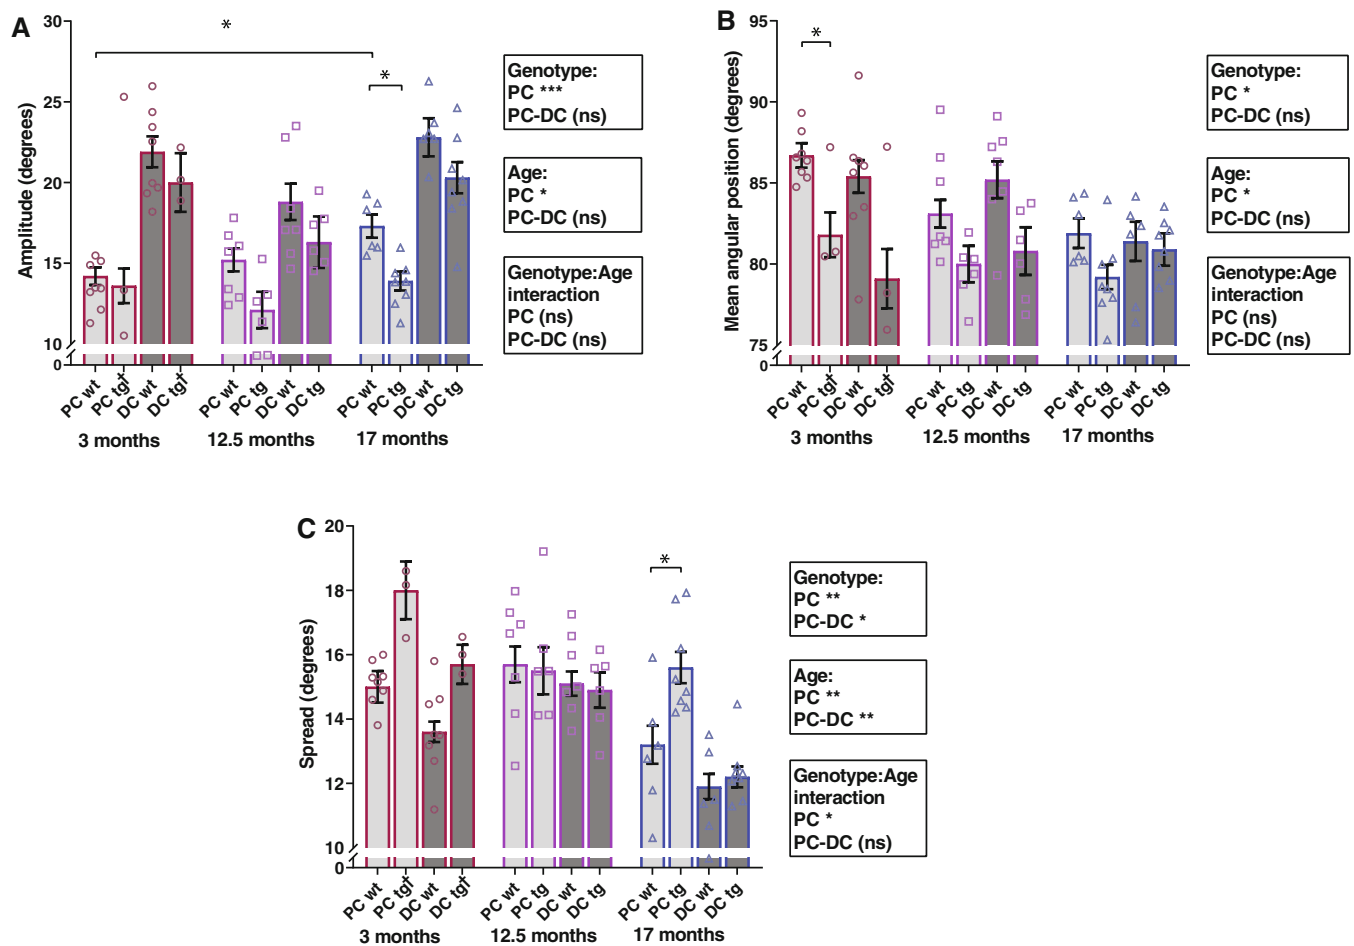 A
Amplitude (degrees)
30
25
20
15
10
0
*
*
PC wt
PC tg†
DC wt
DC tg†
PC wt
PC tg
DC wt
DC tg
PC wt
PC tg
DC wt
DC tg
3 months
12.5 months
17 months
Genotype:
PC ***
PC-DC (ns)
Age:
PC *
PC-DC (ns)
Genotype:Age
interaction
PC (ns)
PC-DC (ns)
B
Mean angular position (degrees)
95
90
85
80
75
0
*
PC wt
PC tg†
DC wt
DC tg†
PC wt
PC tg
DC wt
DC tg
PC wt
PC tg
DC wt
DC tg
3 months
12.5 months
17 months
Genotype:
PC *
PC-DC (ns)
Age:
PC *
PC-DC (ns)
Genotype:Age
interaction
PC (ns)
PC-DC (ns)
C
Spread (degrees)
20
18
16
14
12
10
0
*
PC wt
PC tg†
DC wt
DC tg†
PC wt
PC tg
DC wt
DC tg
PC wt
PC tg
DC wt
DC tg
3 months
12.5 months
17 months
Genotype:
PC **
PC-DC *
Age:
PC **
PC-DC **
Genotype:Age
interaction
PC *
PC-DC (ns)